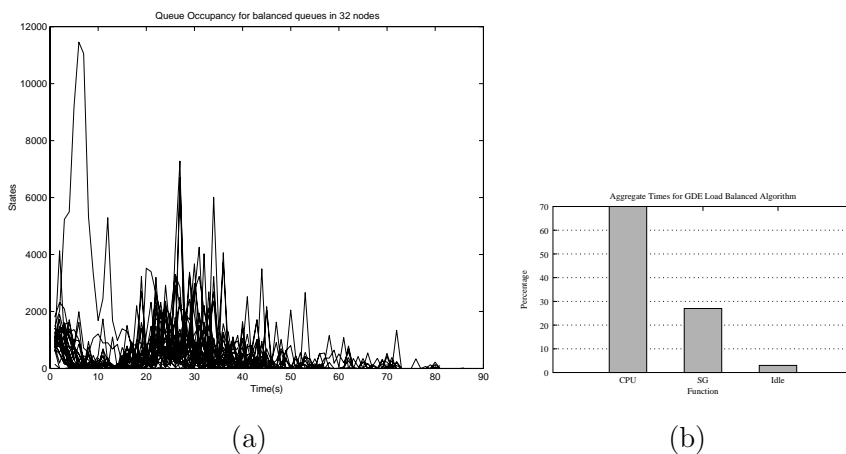 Queue Occupancy for balanced queues in 32 nodes
12000
10000
8000
6000
4000
2000
0
States
0 10 20 30 40 50 60 70 80 90
Time(s)
(a)
Aggregate Times for GDE Load Balanced Algorithm
70
60
50
40
30
20
10
0
Percentage
CPU SG Idle
Function
(b)